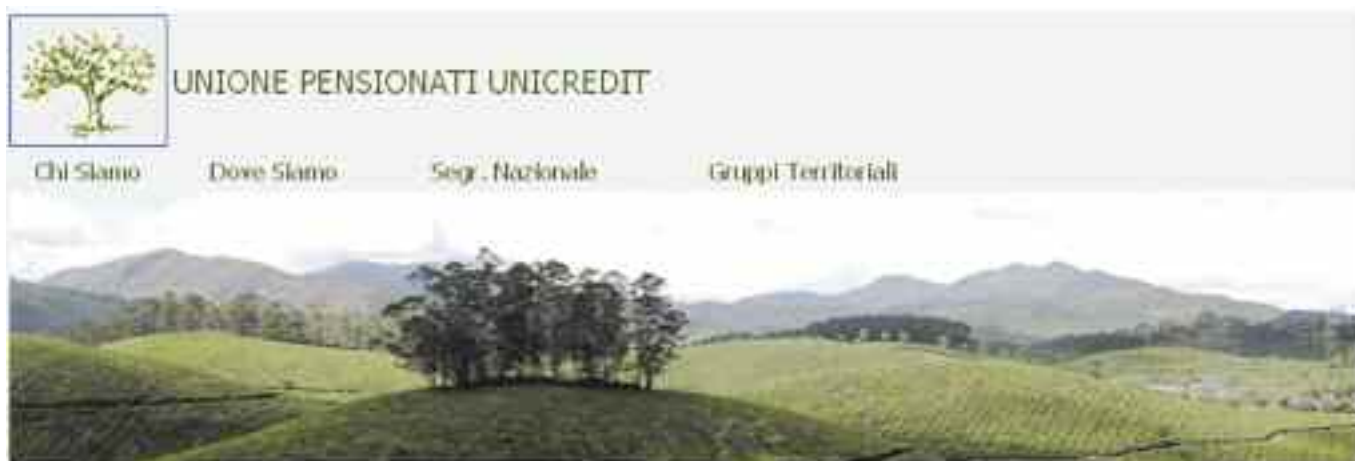 UNIONE PENSIONATI UNICREDIT
Chi Siamo Dove Siamo Segr. Nazionale Gruppi Territoriali